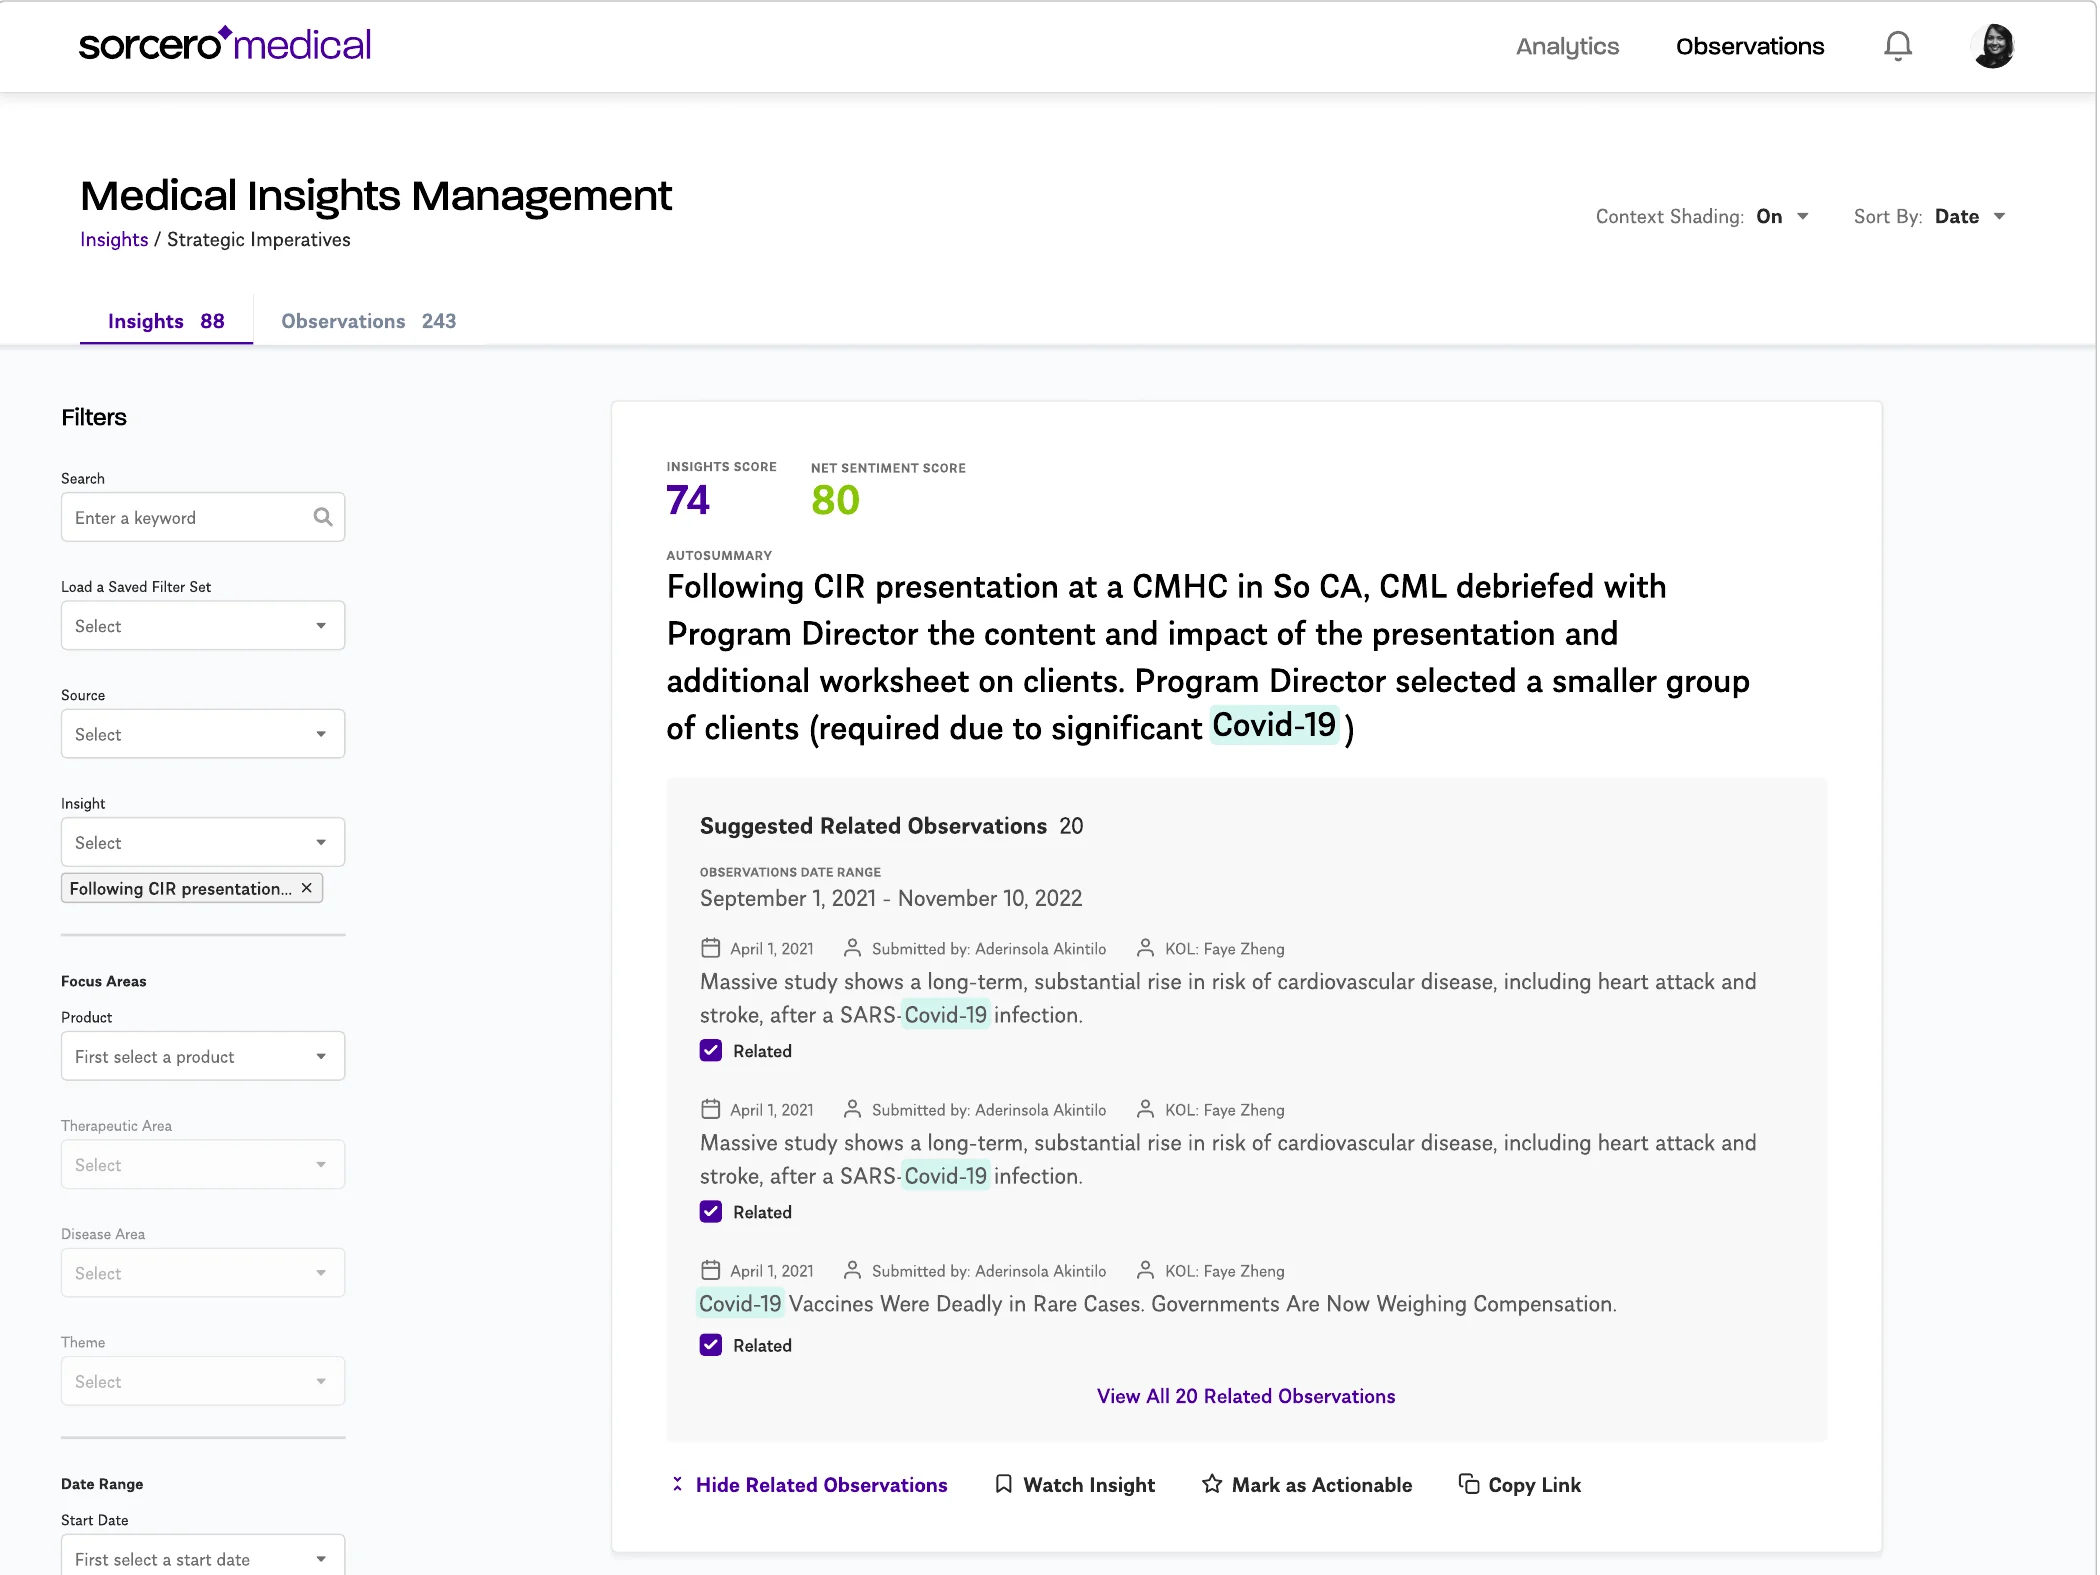 sorcero medical
Analytics
Observations
Medical Insights Management
Insights / Strategic Imperatives
Context Shading: On
Sort By: Date
Insights 88
Observations 243
Filters
Search
Enter a keyword
Load a Saved Filter Set
Select
Source
Select
Insight
Select
Following CIR presentation...
Focus Areas
Product
First select a product
Therapeutic Area
Select
Disease Area
Select
Theme
Select
Date Range
Start Date
First select a start date
INSIGHTS SCORE
74
NET SENTIMENT SCORE
80
AUTOSUMMARY
Following CIR presentation at a CMHC in So CA, CML debriefed with
Program Director the content and impact of the presentation and
additional worksheet on clients. Program Director selected a smaller group
of clients (required due to significant Covid-19 )
Suggested Related Observations 20
OBSERVATIONS DATE RANGE
September 1, 2021 - November 10, 2022
April 1, 2021 Submitted by: Aderinsola Akintilo KOL: Faye Zheng
Massive study shows a long-term, substantial rise in risk of cardiovascular disease, including heart attack and
stroke, after a SARS-Covid-19 infection.
Related
April 1, 2021 Submitted by: Aderinsola Akintilo KOL: Faye Zheng
Massive study shows a long-term, substantial rise in risk of cardiovascular disease, including heart attack and
stroke, after a SARS-Covid-19 infection.
Related
April 1, 2021 Submitted by: Aderinsola Akintilo KOL: Faye Zheng
Covid-19 Vaccines Were Deadly in Rare Cases. Governments Are Now Weighing Compensation.
Related
View All 20 Related Observations
Hide Related Observations
Watch Insight
Mark as Actionable
Copy Link